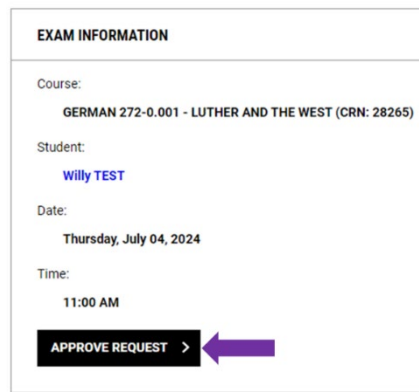 EXAM INFORMATION
Course:
GERMAN 272-0.001 - LUTHER AND THE WEST (CRN: 28265)
Student:
Willy TEST
Date:
Thursday, July 04, 2024
Time:
11:00 AM
APPROVE REQUEST